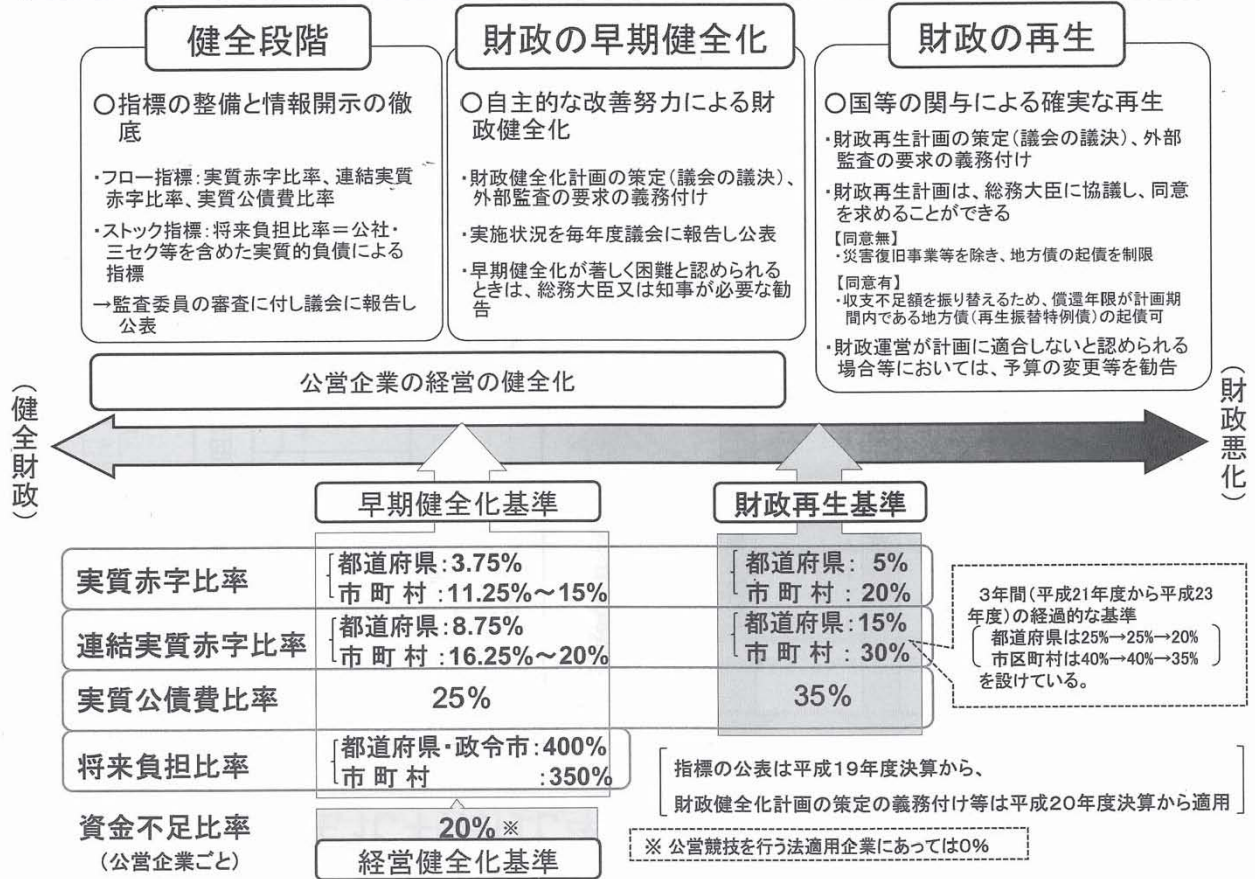 健全段階
○指標の整備と情報開示の徹
底
・フロー指標:実質赤字比率、連結実質
赤字比率、実質公債費比率
・ストック指標:将来負担比率=公社・
三セク等を含めた実質的負債による
指標
→監査委員の審査に付し議会に報告し
公表
財政の早期健全化
○自主的な改善努力による財
政健全化
・財政健全化計画の策定(議会の議決)、
外部監査の要求の義務付け
・実施状況を毎年度議会に報告し公表
・早期健全化が著しく困難と認められる
ときは、総務大臣又は知事が必要な勧
告
財政の再生
○国等の関与による確実な再生
・財政再生計画の策定(議会の議決)、外部
監査の要求の義務付け
・財政再生計画は、総務大臣に協議し、同意
を求めることができる
【同意無】
・災害復旧事業等を除き、地方債の起債を制限
【同意有】
・収支不足額を振り替えるため、償還年限が計画期
間内である地方債(再生振替特例債)の起債可
・財政運営が計画に適合しないと認められる
場合等においては、予算の変更等を勧告
公営企業の経営の健全化
(健全財政)
(財政悪化)
早期健全化基準
財政再生基準
実質赤字比率
都道府県:3.75%
市町村:11.25%~15%
都道府県: 5%
市町村: 20%
連結実質赤字比率
都道府県:8.75%
市町村:16.25%~20%
都道府県:15%
市町村: 30%
3年間(平成21年度から平成23
年度)の経過的な基準
都道府県は25%→25%→20%
市区町村は40%→40%→35%
を設けている。
実質公債費比率
25%
35%
将来負担比率
都道府県・政令市:400%
市町村 :350%
指標の公表は平成19年度決算から、
財政健全化計画の策定の義務付け等は平成20年度決算から適用
資金不足比率
(公営企業ごと)
20%※
経営健全化基準
※ 公営競技を行う法適用企業にあっては0%